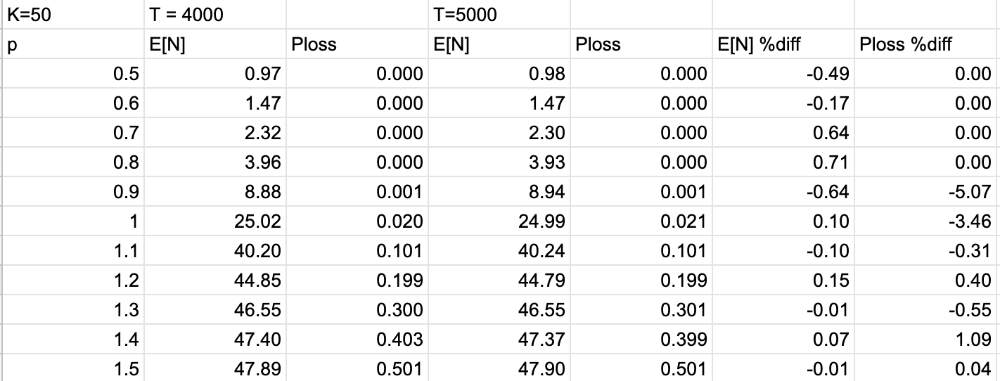 K=50 T = 4000 T=5000
p E[N] Ploss E[N] Ploss E[N] %diff Ploss %diff
0.5 0.97 0.000 0.98 0.000 -0.49 0.00
0.6 1.47 0.000 1.47 0.000 -0.17 0.00
0.7 2.32 0.000 2.30 0.000 0.64 0.00
0.8 3.96 0.000 3.93 0.000 0.71 0.00
0.9 8.88 0.001 8.94 0.001 -0.64 -5.07
1 25.02 0.020 24.99 0.021 0.10 -3.46
1.1 40.20 0.101 40.24 0.101 -0.10 -0.31
1.2 44.85 0.199 44.79 0.199 0.15 0.40
1.3 46.55 0.300 46.55 0.301 -0.01 -0.55
1.4 47.40 0.403 47.37 0.399 0.07 1.09
1.5 47.89 0.501 47.90 0.501 -0.01 0.04